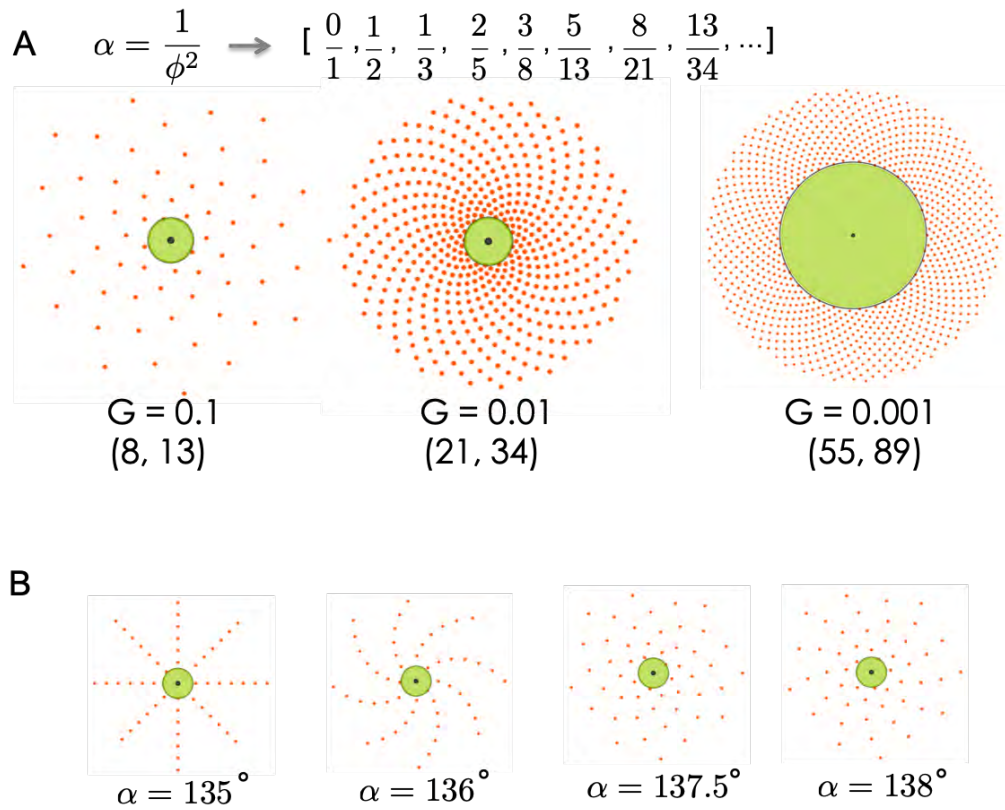 A α = 1/ϕ² → [ 0/1, 1/2, 1/3, 2/5, 3/8, 5/13, 8/21, 13/34, ...]
G = 0.1 G = 0.01 G = 0.001
(8, 13) (21, 34) (55, 89)
B
α = 135° α = 136° α = 137.5° α = 138°